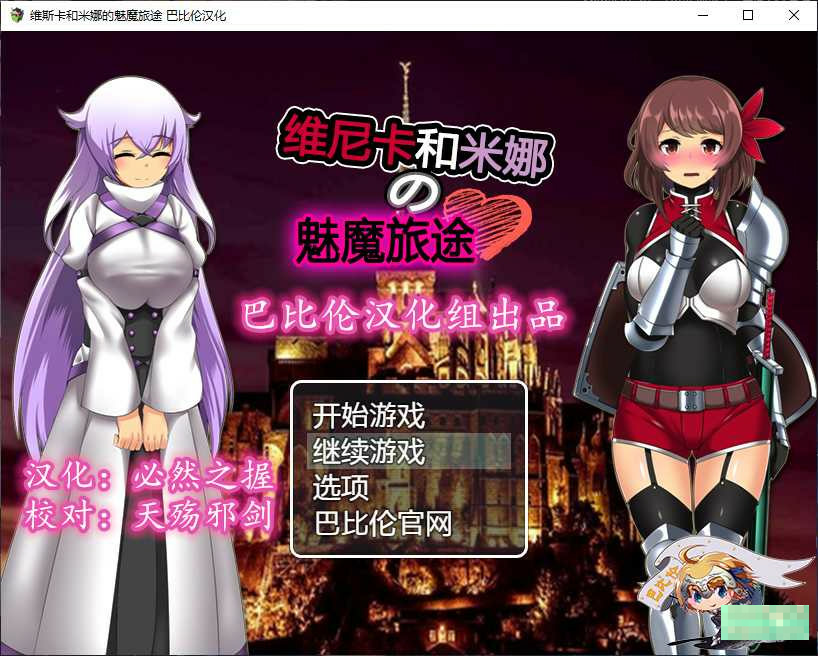 维斯卡和米娜的魅魔旅途 巴比伦汉化
维尼卡和米娜
の
魅魔旅途
巴比伦汉化组出品
开始游戏
继续游戏
选项
巴比伦官网
汉化：必然之握
校对：天殇邪剑
巴比伦